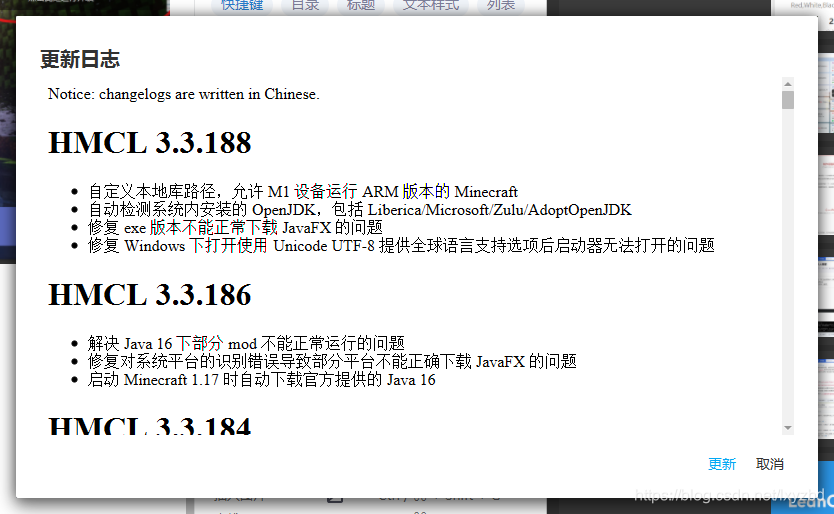 快捷键 目录 标题 文本样式 列表
更新日志
Notice: changelogs are written in Chinese.
HMCL 3.3.188
自定义本地库路径，允许 M1 设备运行 ARM 版本的 Minecraft
自动检测系统内安装的 OpenJDK，包括 Liberica/Microsoft/Zulu/AdoptOpenJDK
修复 exe 版本不能正常下载 JavaFX 的问题
修复 Windows 下打开使用 Unicode UTF-8 提供全球语言支持选项后启动器无法打开的问题
HMCL 3.3.186
解决 Java 16 下部分 mod 不能正常运行的问题
修复对系统平台的识别错误导致部分平台不能正确下载 JavaFX 的问题
启动 Minecraft 1.17 时自动下载官方提供的 Java 16
HMCL 3.3.184
更新 取消